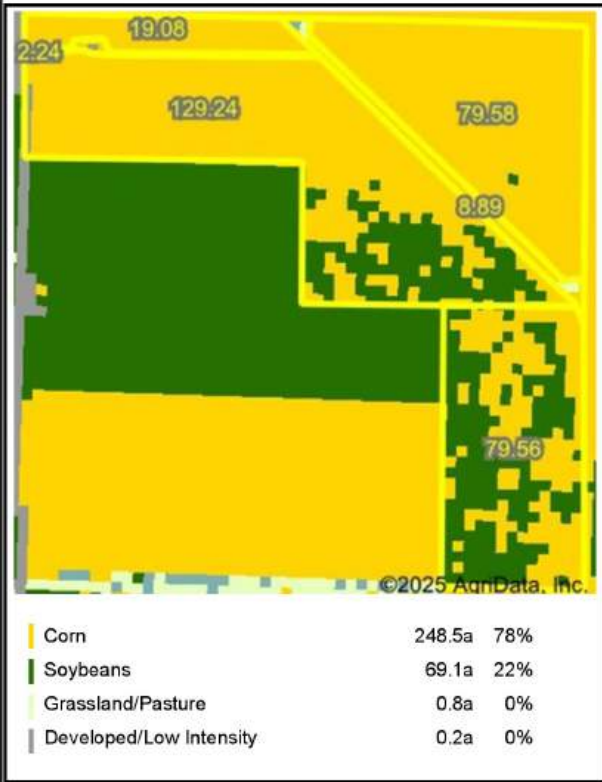 19.08
2.24
129.24
79.58
8.89
79.56
©2025 AgriData, Inc.
Corn 248.5a 78%
Soybeans 69.1a 22%
Grassland/Pasture 0.8a 0%
Developed/Low Intensity 0.2a 0%